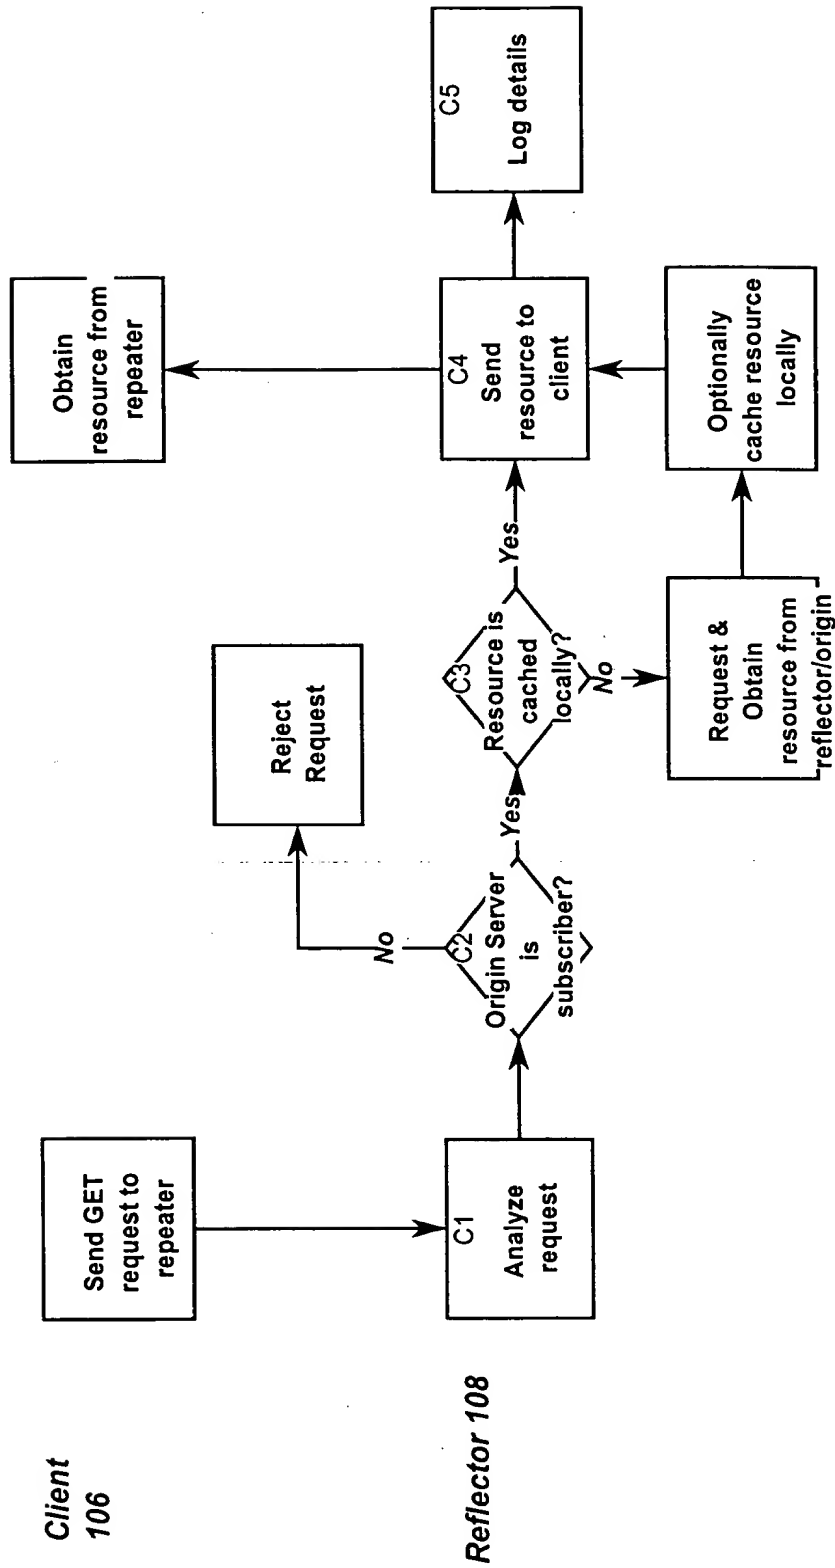 Client
106
Send GET
request to
repeater
Obtain
resource from
repeater
Reject
Request
Reflector 108
C1
Analyze
request
No
C2
Origin Server
is
subscriber?
Yes
C3
Resource is
cached
locally?
Yes
C4
Send
resource to
client
C5
Log details
No
Request &
Obtain
resource from
reflector/origin
Optionally
cache resource
locally